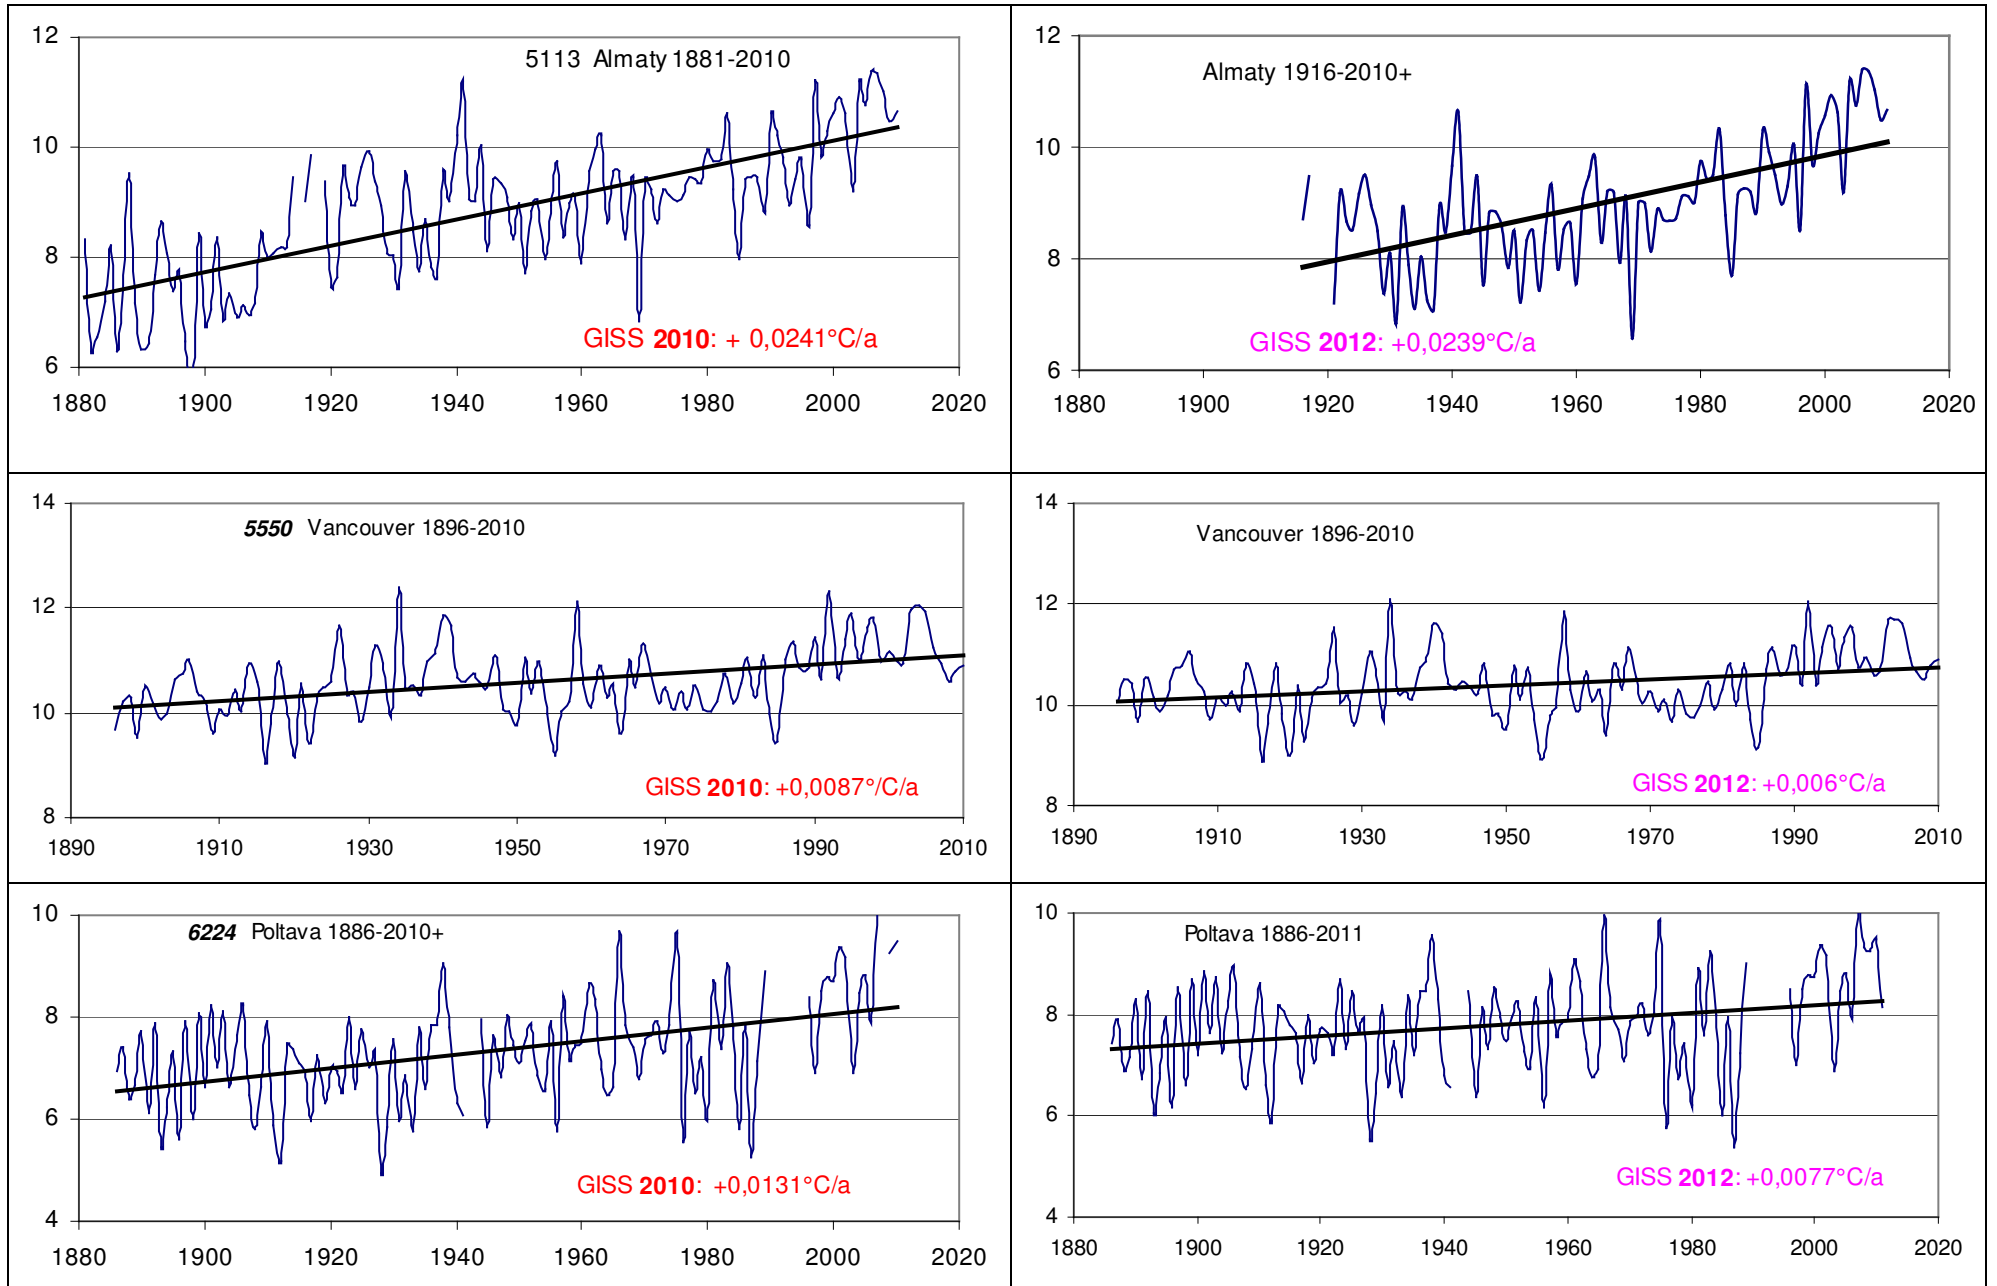 12
10
8
6
1880 1900 1920 1940 1960 1980 2000 2020
5113 Almaty 1881-2010
GISS 2010: + 0,0241°C/a
12
10
8
6
1880 1900 1920 1940 1960 1980 2000 2020
Almaty 1916-2010+
GISS 2012: +0,0239°C/a
14
12
10
8
1890 1910 1930 1950 1970 1990 2010
5550 Vancouver 1896-2010
GISS 2010: +0,0087°/C/a
14
12
10
8
1890 1910 1930 1950 1970 1990 2010
Vancouver 1896-2010
GISS 2012: +0,006°C/a
10
8
6
4
1880 1900 1920 1940 1960 1980 2000 2020
6224 Poltava 1886-2010+
GISS 2010: +0,0131°C/a
10
8
6
4
1880 1900 1920 1940 1960 1980 2000 2020
Poltava 1886-2011
GISS 2012: +0,0077°C/a